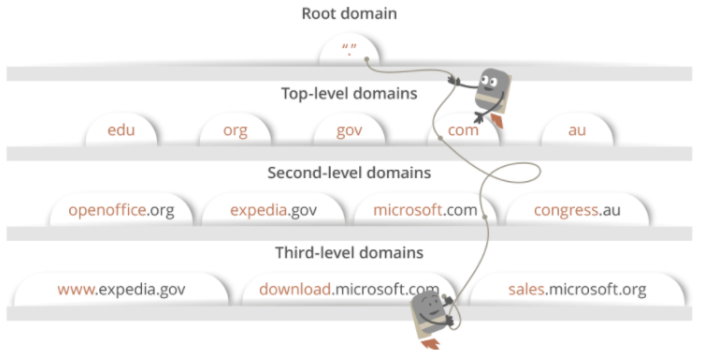 Root domain
“.”
Top-level domains
edu org gov com au
Second-level domains
openoffice.org expedia.gov microsoft.com congress.au
Third-level domains
www.expedia.gov download.microsoft.com sales.microsoft.org